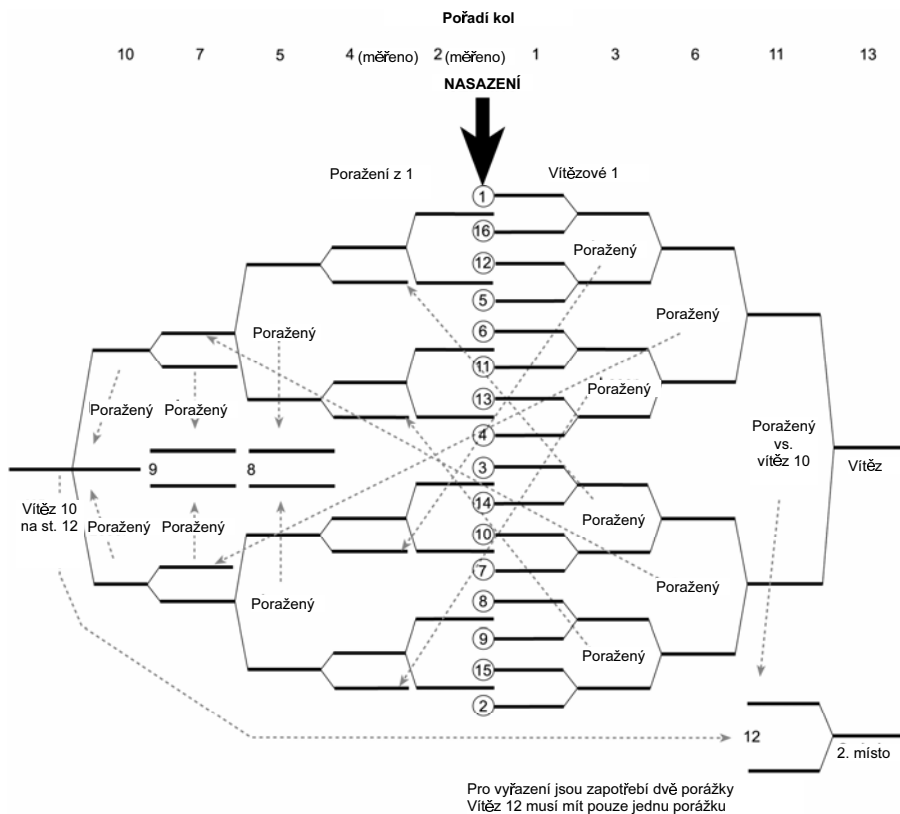 Pořadí kol
10 7 5 4 (měřeno) 2 (měřeno) 1 3 6 11 13
NASAZENÍ
Poražení z 1
Vítězové 1
1
16
Poražený
12
5
Poražený
Poražený
6
11
Poražený
Poražený
Poražený
13
4
Poražený
vs.
vítěz 10
9
8
3
Vítěz
Vítěz 10
na st. 12
Poražený
Poražený
14
Poražený
10
7
Poražený
Poražený
8
9
Poražený
15
2
12
2. místo
Pro vyřazení jsou zapotřebí dvě porážky
Vítěz 12 musí mít pouze jednu porážku